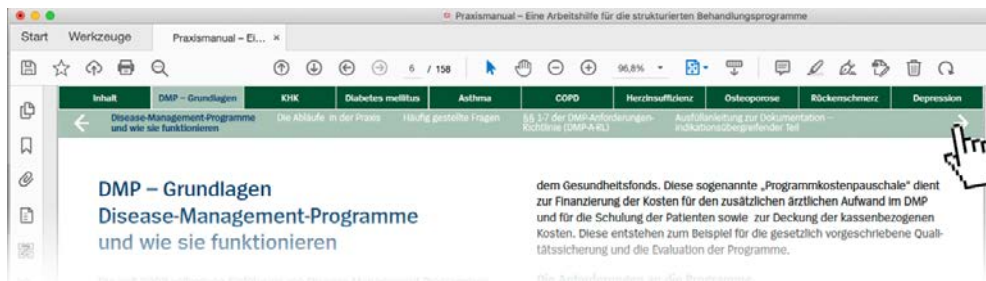 Praxismanual – Eine Arbeitshilfe für die strukturierten Behandlungsprogramme
Start Werkzeuge Praxismanual – Ei... ×
6 / 158 96,8%
Inhalt DMP – Grundlagen KHK Diabetes mellitus Asthma COPD Herzinsuffizienz Osteoporose Rückenschmerz Depression
Disease-Management-Programme
und wie sie funktionieren
Die Abläufe in der Praxis
Häufig gestellte Fragen
§§ 1-7 der DMP-Anforderungen-
Richtlinie (DMP-A-RL)
Ausfüllanleitung zur Dokumentation –
indikationsübergreifender Teil
DMP – Grundlagen
Disease-Management-Programme
und wie sie funktionieren
dem Gesundheitsfonds. Diese sogenannte „Programmkostenpauschale" dient
zur Finanzierung der Kosten für den zusätzlichen ärztlichen Aufwand im DMP
und für die Schulung der Patienten sowie zur Deckung der kassenbezogenen
Kosten. Diese entstehen zum Beispiel für die gesetzlich vorgeschriebene Quali-
tätssicherung und die Evaluation der Programme.
Die Anforderungen an die Programme